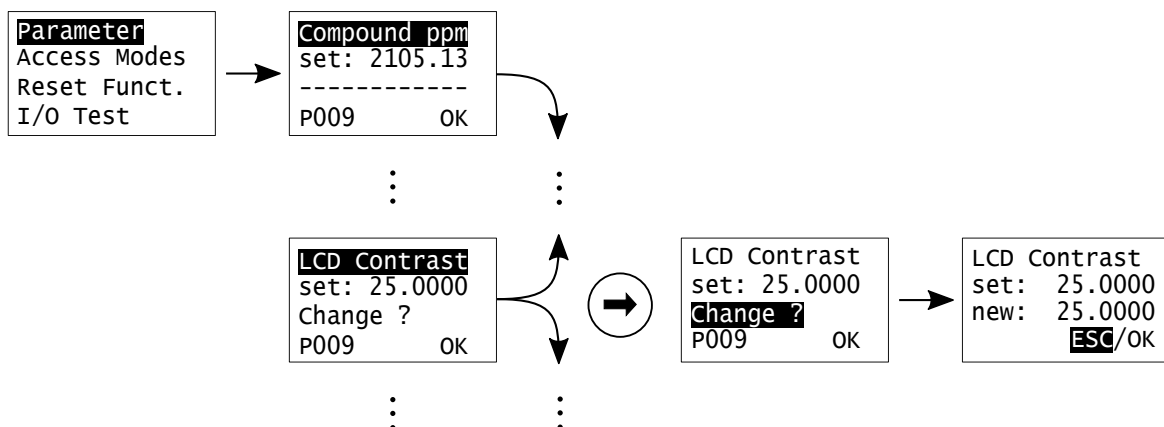 Parameter
Access Modes
Reset Funct.
I/O Test
Compound ppm
set: 2105.13
------------
P009 OK
LCD Contrast
set: 25.0000
Change ?
P009 OK
LCD Contrast
set: 25.0000
Change ?
P009 OK
LCD Contrast
set: 25.0000
new: 25.0000
ESC/OK